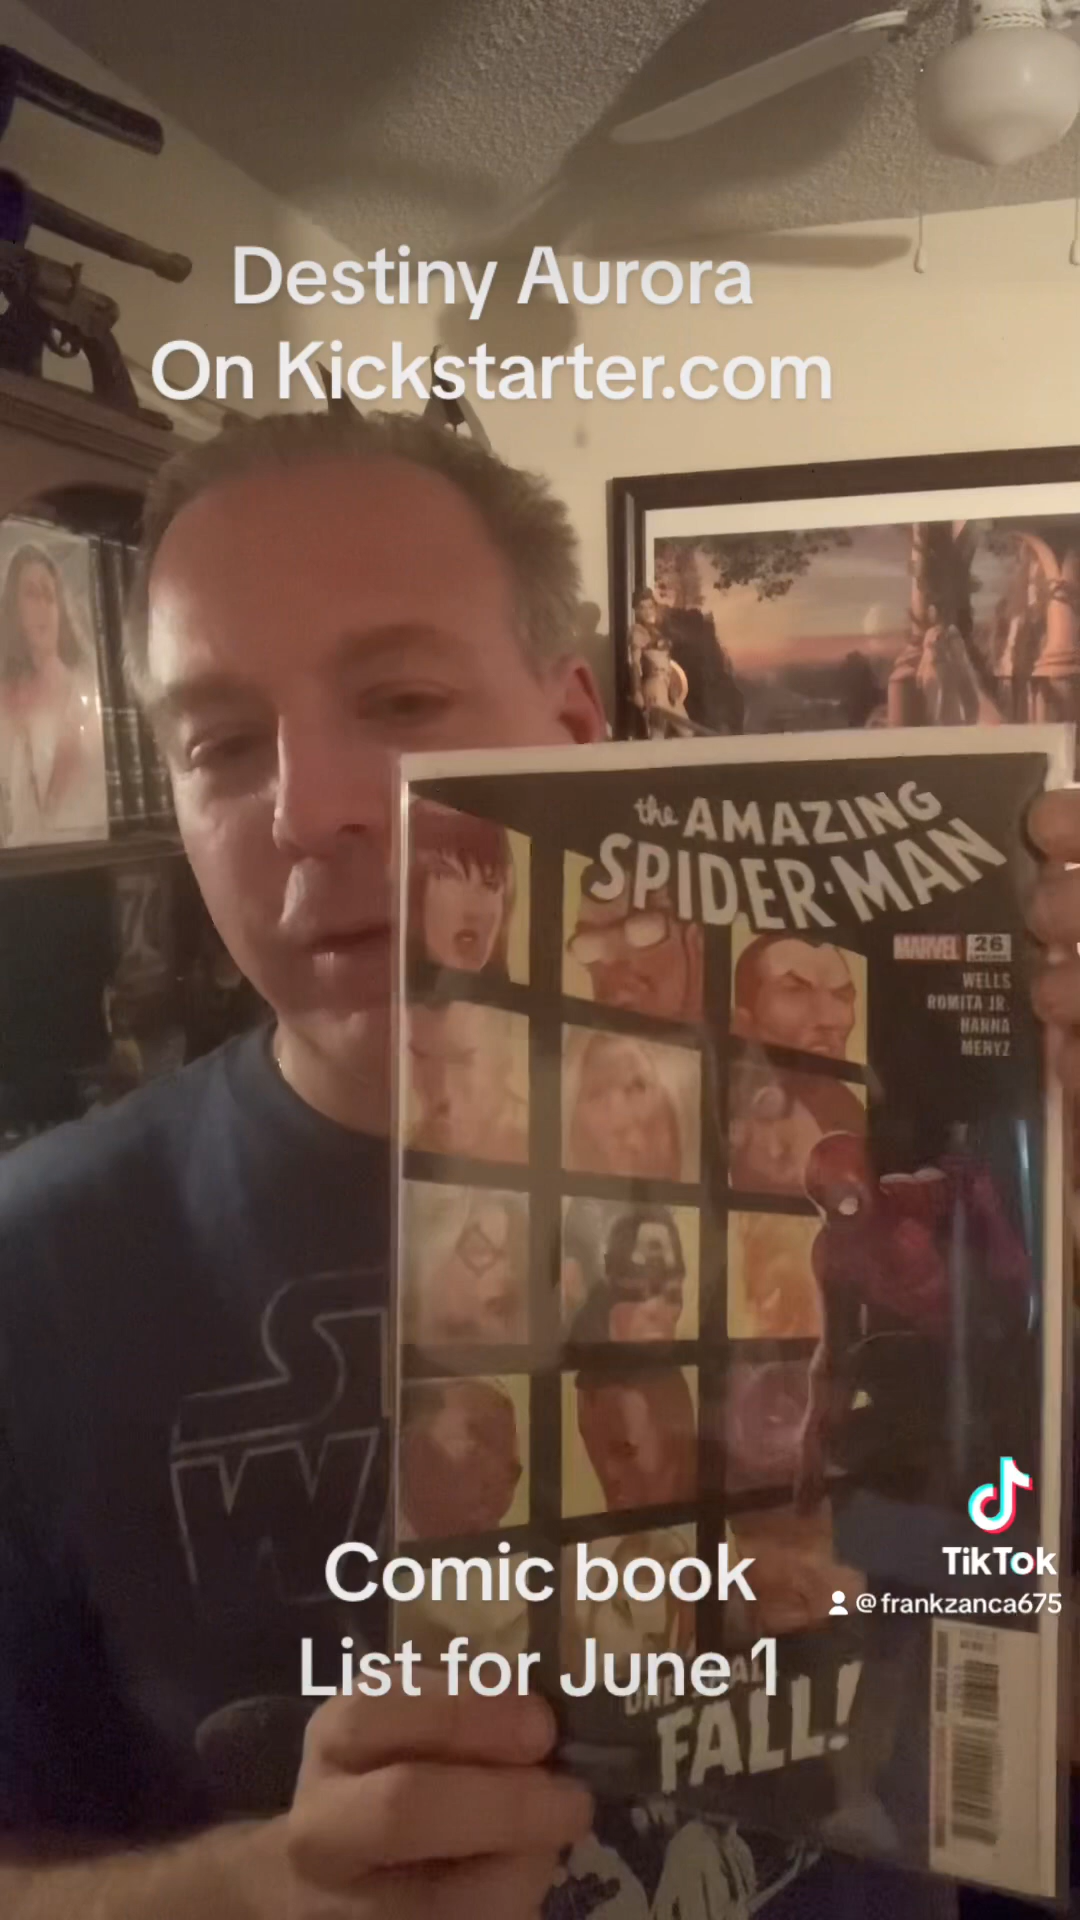 Destiny Aurora
On Kickstarter.com
the AMAZING
SPIDER-MAN
MARVEL 26
WELLS
ROMITA JR.
HANNA
MENYZ
SW
TikTok
@frankzanca675
Comic book
List for June 1
FALL!